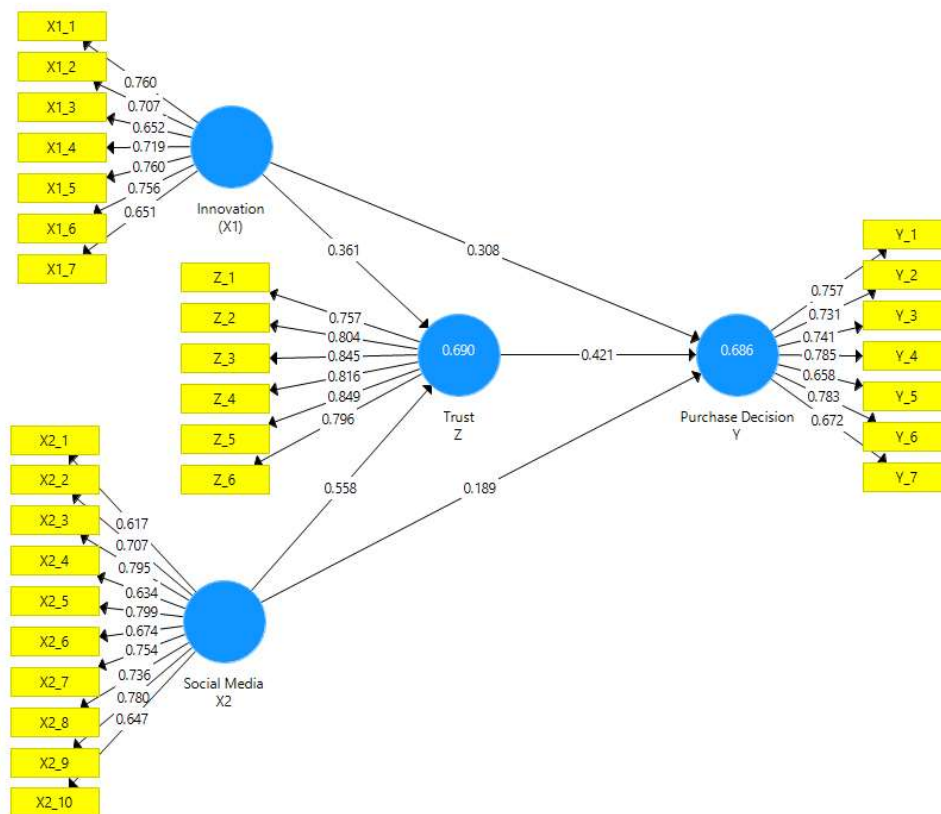 X1_1
X1_2
X1_3
X1_4
X1_5
X1_6
X1_7
0.760
0.707
0.652
0.719
0.760
0.756
0.651
Innovation
(X1)
0.361
0.308
Z_1
Z_2
Z_3
Z_4
Z_5
Z_6
0.757
0.804
0.845
0.816
0.849
0.796
0.690
Trust
Z
0.421
0.686
Purchase Decision
Y
Y_1
Y_2
Y_3
Y_4
Y_5
Y_6
Y_7
0.757
0.731
0.741
0.785
0.658
0.783
0.672
X2_1
X2_2
X2_3
X2_4
X2_5
X2_6
X2_7
X2_8
X2_9
X2_10
0.617
0.707
0.795
0.634
0.799
0.674
0.754
0.736
0.780
0.647
Social Media
X2
0.558
0.189